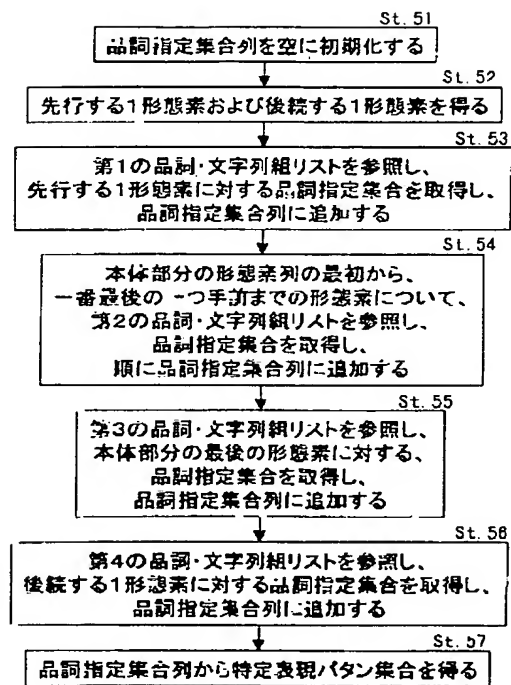 St.51
品詞指定集合列を空に初期化する
St.52
先行する1形態素および後続する1形態素を得る
St.53
第1の品詞・文字列組リストを参照し、
先行する1形態素に対する品詞指定集合を取得し、
品詞指定集合列に追加する
St.54
本体部分の形態素列の最初から、
一番最後の一つ手前までの形態素について、
第2の品詞・文字列組リストを参照し、
品詞指定集合を取得し、
順に品詞指定集合列に追加する
St.55
第3の品詞・文字列組リストを参照し、
本体部分の最後の形態素に対する、
品詞指定集合を取得し、
品詞指定集合列に追加する
St.56
第4の品詞・文字列組リストを参照し、
後続する1形態素に対する品詞指定集合を取得し、
品詞指定集合列に追加する
St.57
品詞指定集合列から特定表現パタン集合を得る